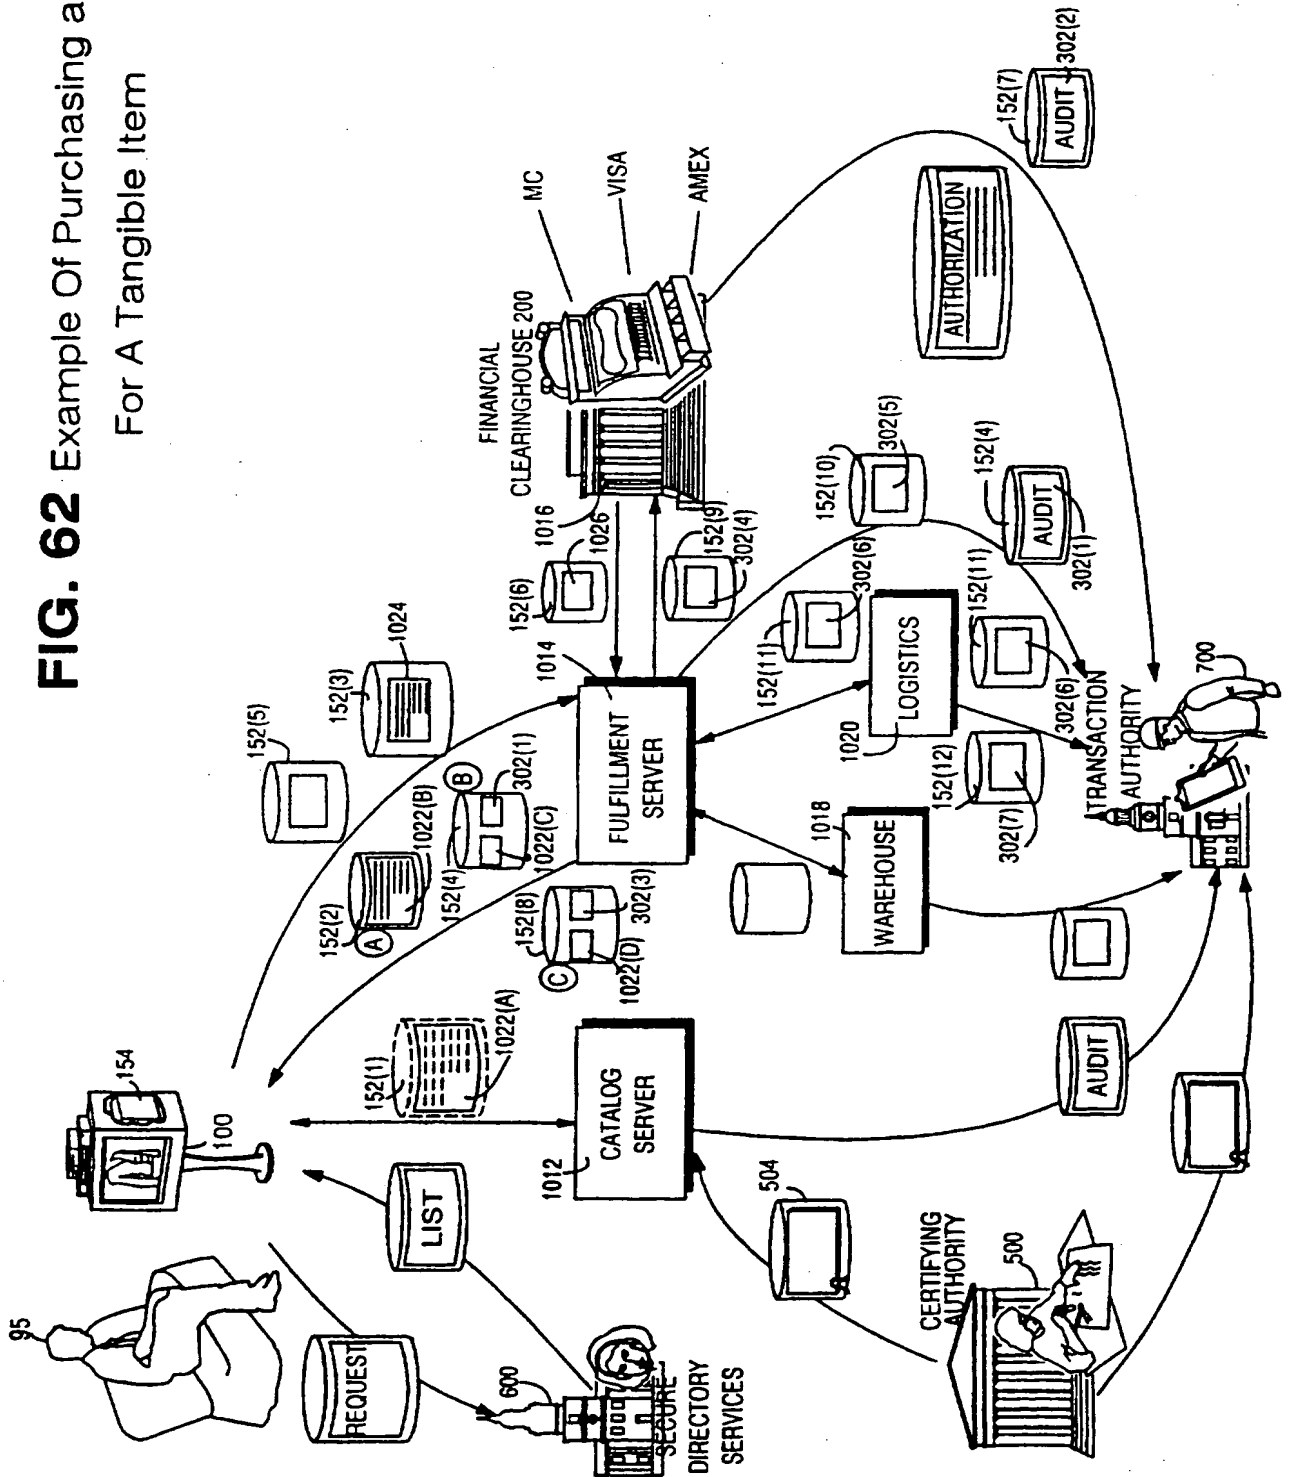 FIG. 62 Example Of Purchasing a
For A Tangible Item
95
154
100
REQUEST
LIST
600
SECURE
DIRECTORY
SERVICES
152(1)
1022(A)
1012
CATALOG
SERVER
504
CERTIFYING
AUTHORITY
500
AUDIT
152(5)
152(3)
1024
152(2)
A
1022(B)
152(4)
B
302(1)
1022(C)
152(8)
C
302(3)
1022(D)
1014
FULFILLMENT
SERVER
FINANCIAL
CLEARINGHOUSE 200
MC
VISA
AMEX
1016
152(6)
1026
152(9)
302(4)
1018
WAREHOUSE
1020
LOGISTICS
152(11)
302(6)
152(10)
302(5)
152(4)
AUDIT
302(1)
152(11)
302(6)
152(12)
302(7)
AUTHORIZATION
152(7)
AUDIT
302(2)
TRANSACTION
AUTHORITY
700